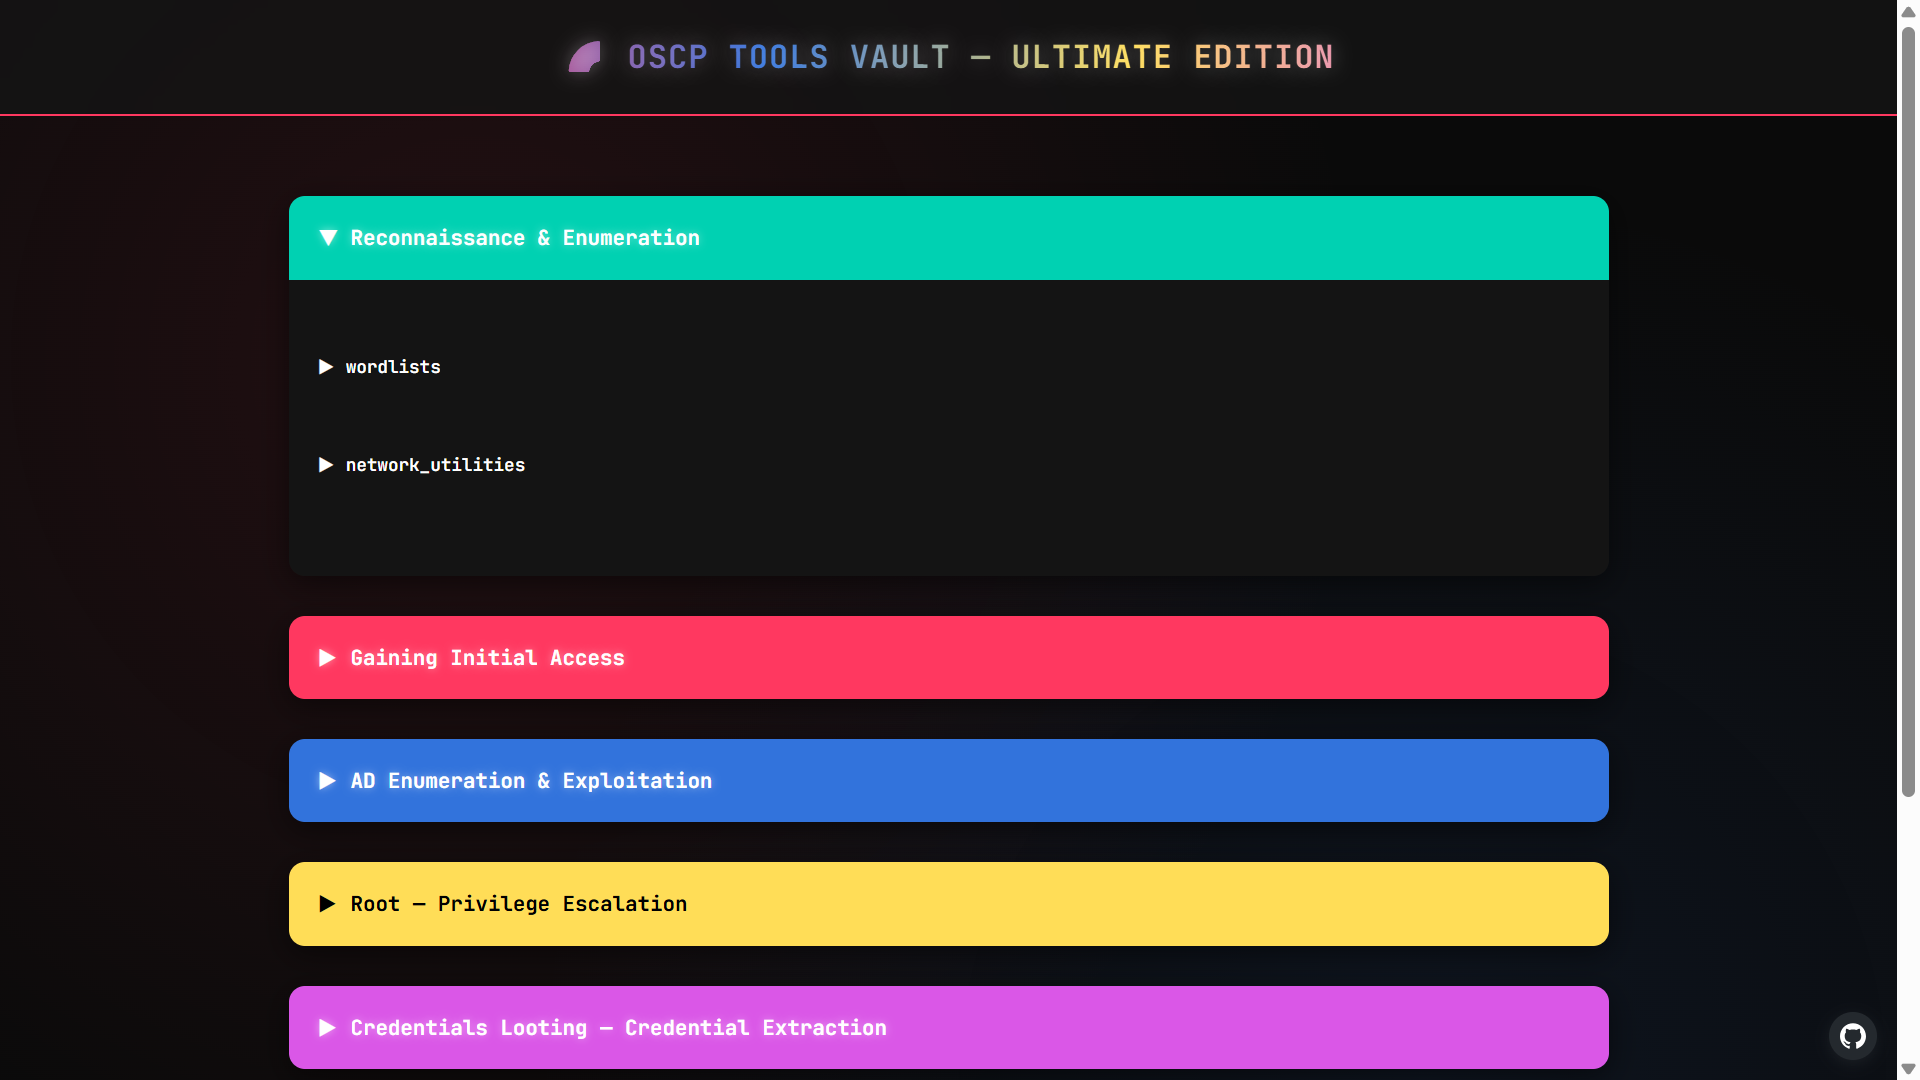 OSCP TOOLS VAULT — ULTIMATE EDITION
▼ Reconnaissance & Enumeration
▶ wordlists
▶ network_utilities
▶ Gaining Initial Access
▶ AD Enumeration & Exploitation
▶ Root — Privilege Escalation
▶ Credentials Looting — Credential Extraction